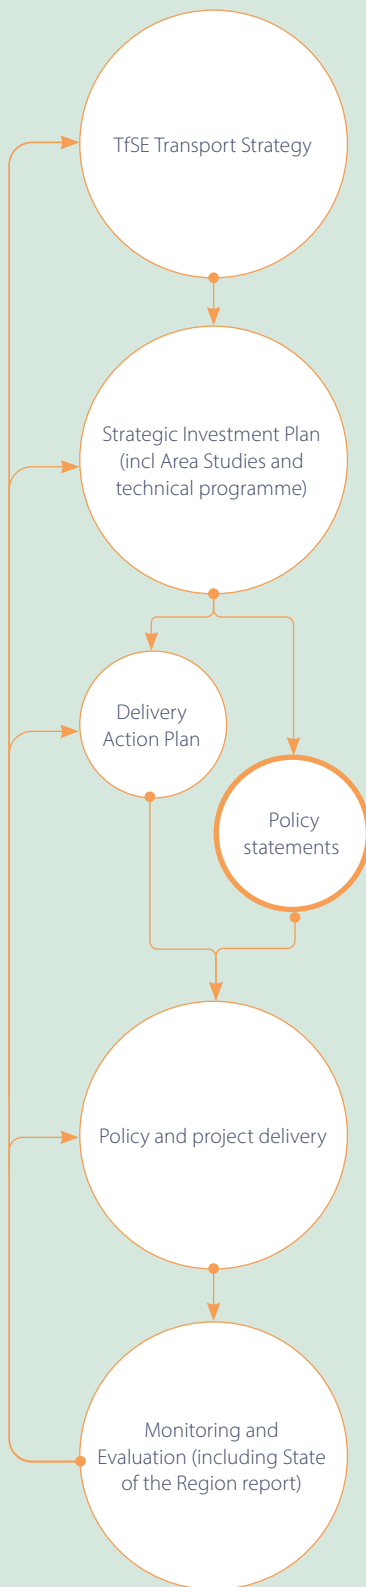 TfSE Transport Strategy
Strategic Investment Plan
(incl Area Studies and
technical programme)
Delivery
Action Plan
Policy
statements
Policy and project delivery
Monitoring and
Evaluation (including State
of the Region report)